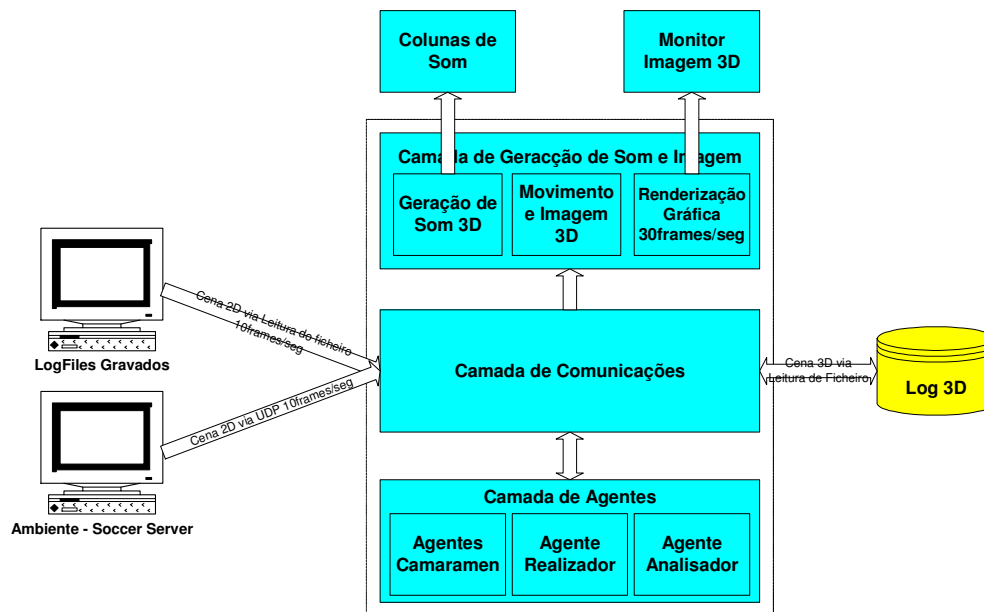 Colunas de
Som
Monitor
Imagem 3D
Camada de Geracção de Som e Imagem
Geração de
Som 3D
Movimento
e Imagem
3D
Renderização
Gráfica
30frames/seg
Cena 2D via Leitura do ficheiro
10frames/seg
LogFiles Gravados
Camada de Comunicações
Cena 3D via
Leitura de Ficheiro
Log 3D
Cena 2D via UDP 10frames/seg
Ambiente - Soccer Server
Camada de Agentes
Agentes
Camaramen
Agente
Realizador
Agente
Analisador